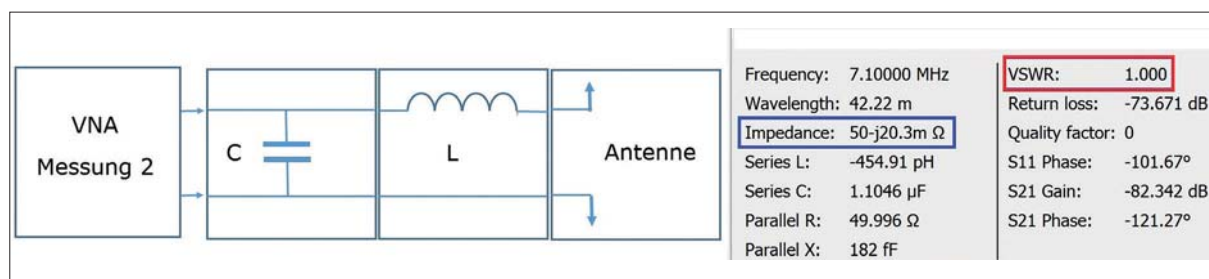 VNA
Messung 2
C
L
Antenne
Frequency: 7.10000 MHz
Wavelength: 42.22 m
Impedance: 50-j20.3m Ω
Series L: -454.91 pH
Series C: 1.1046 µF
Parallel R: 49.996 Ω
Parallel X: 182 fF
VSWR: 1.000
Return loss: -73.671 dB
Quality factor: 0
S11 Phase: -101.67°
S21 Gain: -82.342 dB
S21 Phase: -121.27°